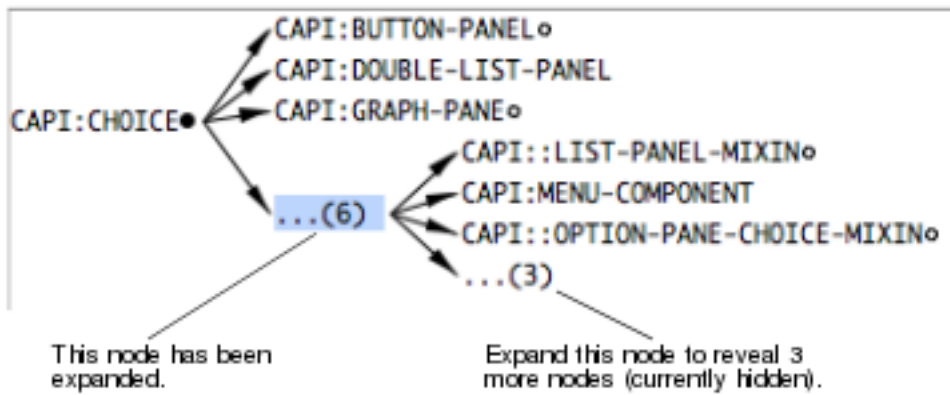 CAPI:BUTTON-PANEL
CAPI:DOUBLE-LIST-PANEL
CAPI:CHOICE
CAPI:GRAPH-PANE
CAPI::LIST-PANEL-MIXIN
...(6)
CAPI:MENU-COMPONENT
CAPI::OPTION-PANE-CHOICE-MIXIN
...(3)
This node has been
expanded.
Expand this node to reveal 3
more nodes (currently hidden).